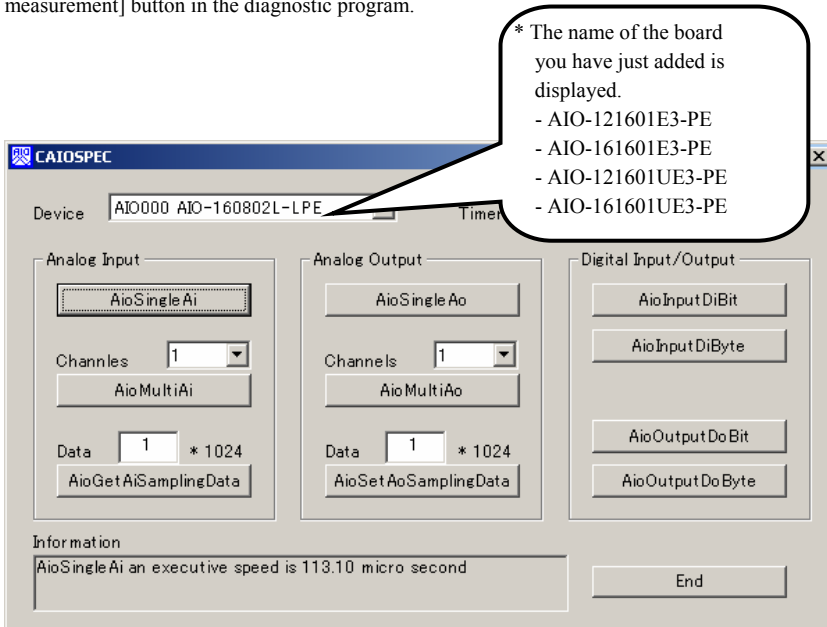 measurement] button in the diagnostic program.
* The name of the board
you have just added is
displayed.
- AIO-121601E3-PE
- AIO-161601E3-PE
- AIO-121601UE3-PE
- AIO-161601UE3-PE
CAIOSPEC
Device AIO000 AIO-160802L-LPE Timer
Analog Input
AioSingleAi
Channles 1
AioMultiAi
Data 1 * 1024
AioGetAiSamplingData
Analog Output
AioSingleAo
Channels 1
AioMultiAo
Data 1 * 1024
AioSetAoSamplingData
Digital Input/Output
AioInputDiBit
AioInputDiByte
AioOutputDoBit
AioOutputDoByte
Information
AioSingleAi an executive speed is 113.10 micro second
End